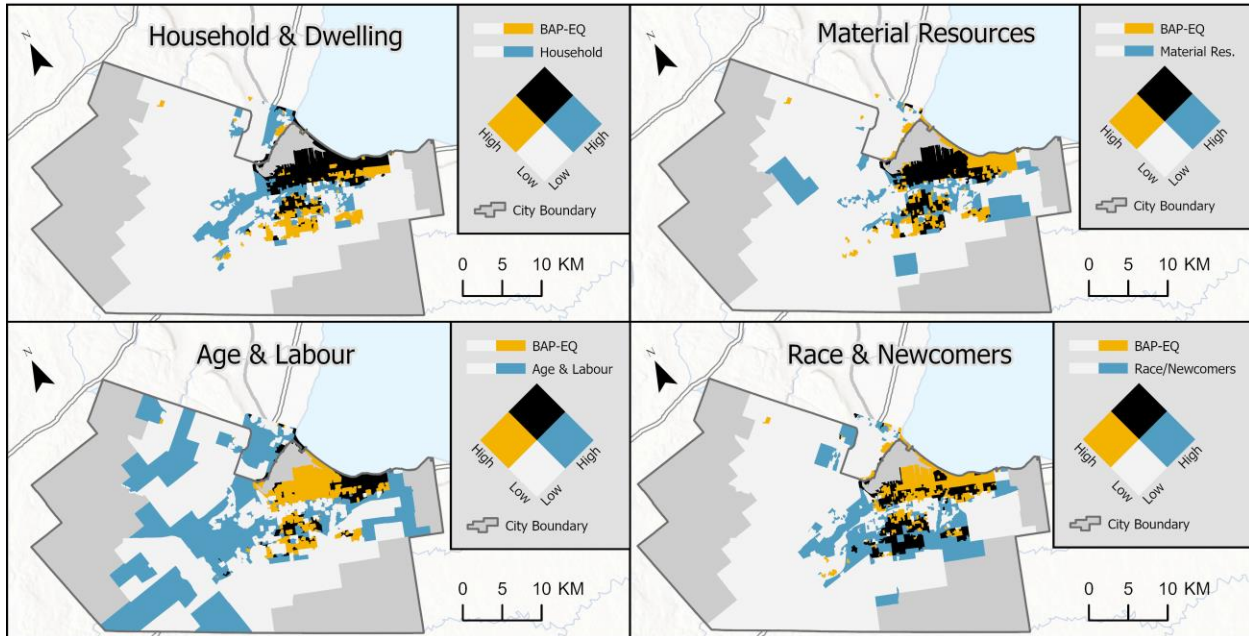 Household & Dwelling
N
BAP-EQ
Household
High
High
Low
Low
City Boundary
0 5 10 KM
Material Resources
N
BAP-EQ
Material Res.
High
High
Low
Low
City Boundary
0 5 10 KM
Age & Labour
N
BAP-EQ
Age & Labour
High
High
Low
Low
City Boundary
0 5 10 KM
Race & Newcomers
N
BAP-EQ
Race/Newcomers
High
High
Low
Low
City Boundary
0 5 10 KM